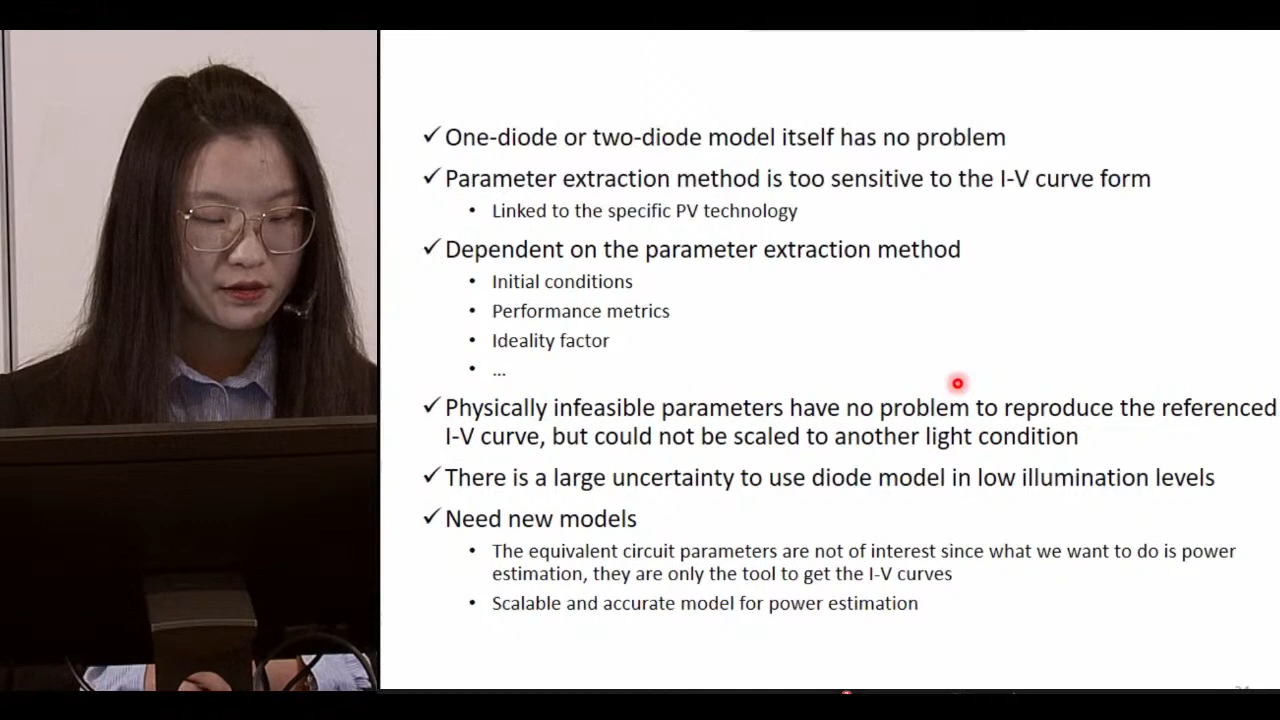 ✓ One-diode or two-diode model itself has no problem
✓ Parameter extraction method is too sensitive to the I-V curve form
• Linked to the specific PV technology
✓ Dependent on the parameter extraction method
• Initial conditions
• Performance metrics
• Ideality factor
• ...
✓ Physically infeasible parameters have no problem to reproduce the referenced
I-V curve, but could not be scaled to another light condition
✓ There is a large uncertainty to use diode model in low illumination levels
✓ Need new models
• The equivalent circuit parameters are not of interest since what we want to do is power
estimation, they are only the tool to get the I-V curves
• Scalable and accurate model for power estimation